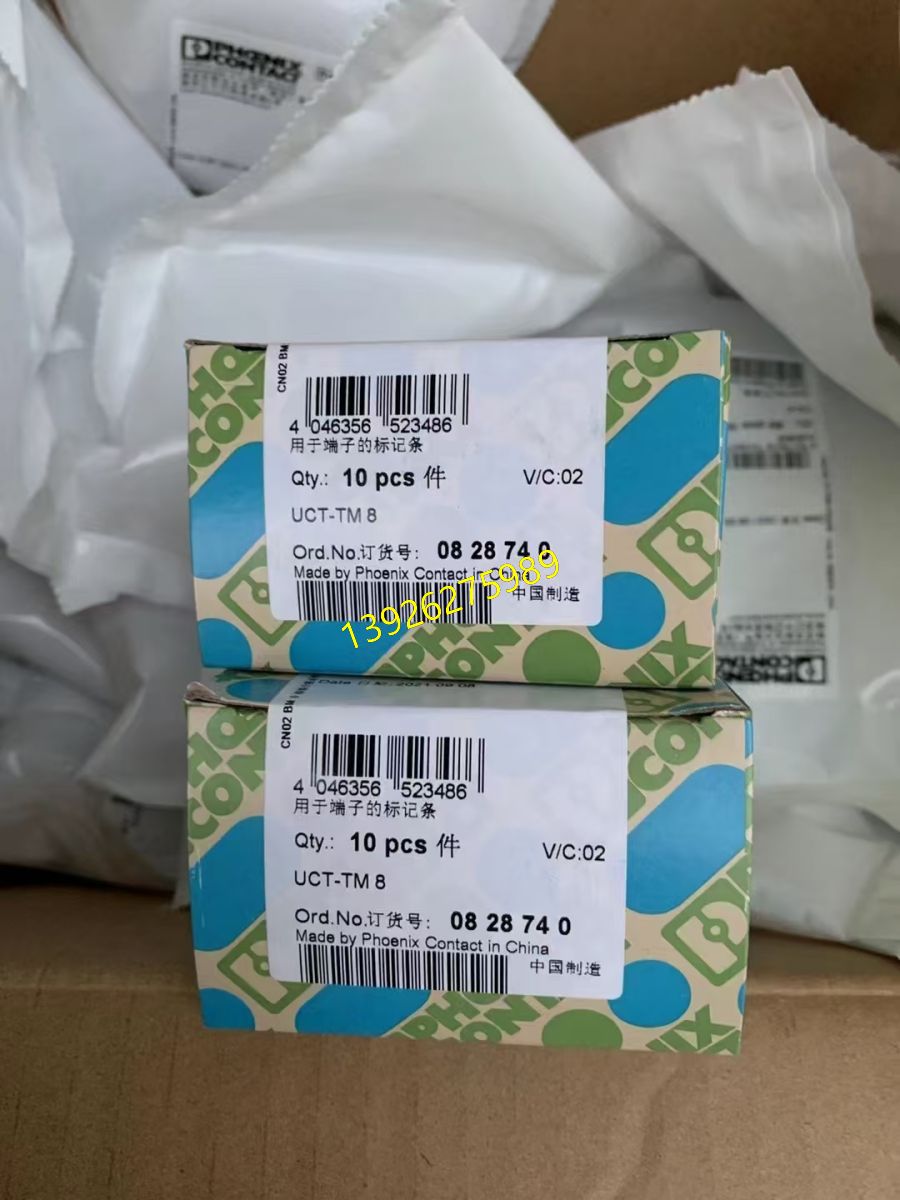 PHOENIX
CONTACT
CN02 BM
4 046356 523486
用于端子的标记条
Qty.: 10 pcs 件 V/C:02
UCT-TM 8
Ord.No.订货号: 08 28 74 0
Made by Phoenix Contact in China
中国制造
13926275989
CN02 BM
4 046356 523486
用于端子的标记条
Qty.: 10 pcs 件 V/C:02
UCT-TM 8
Ord.No.订货号: 08 28 74 0
Made by Phoenix Contact in China
中国制造
PHOENIX
CONTACT